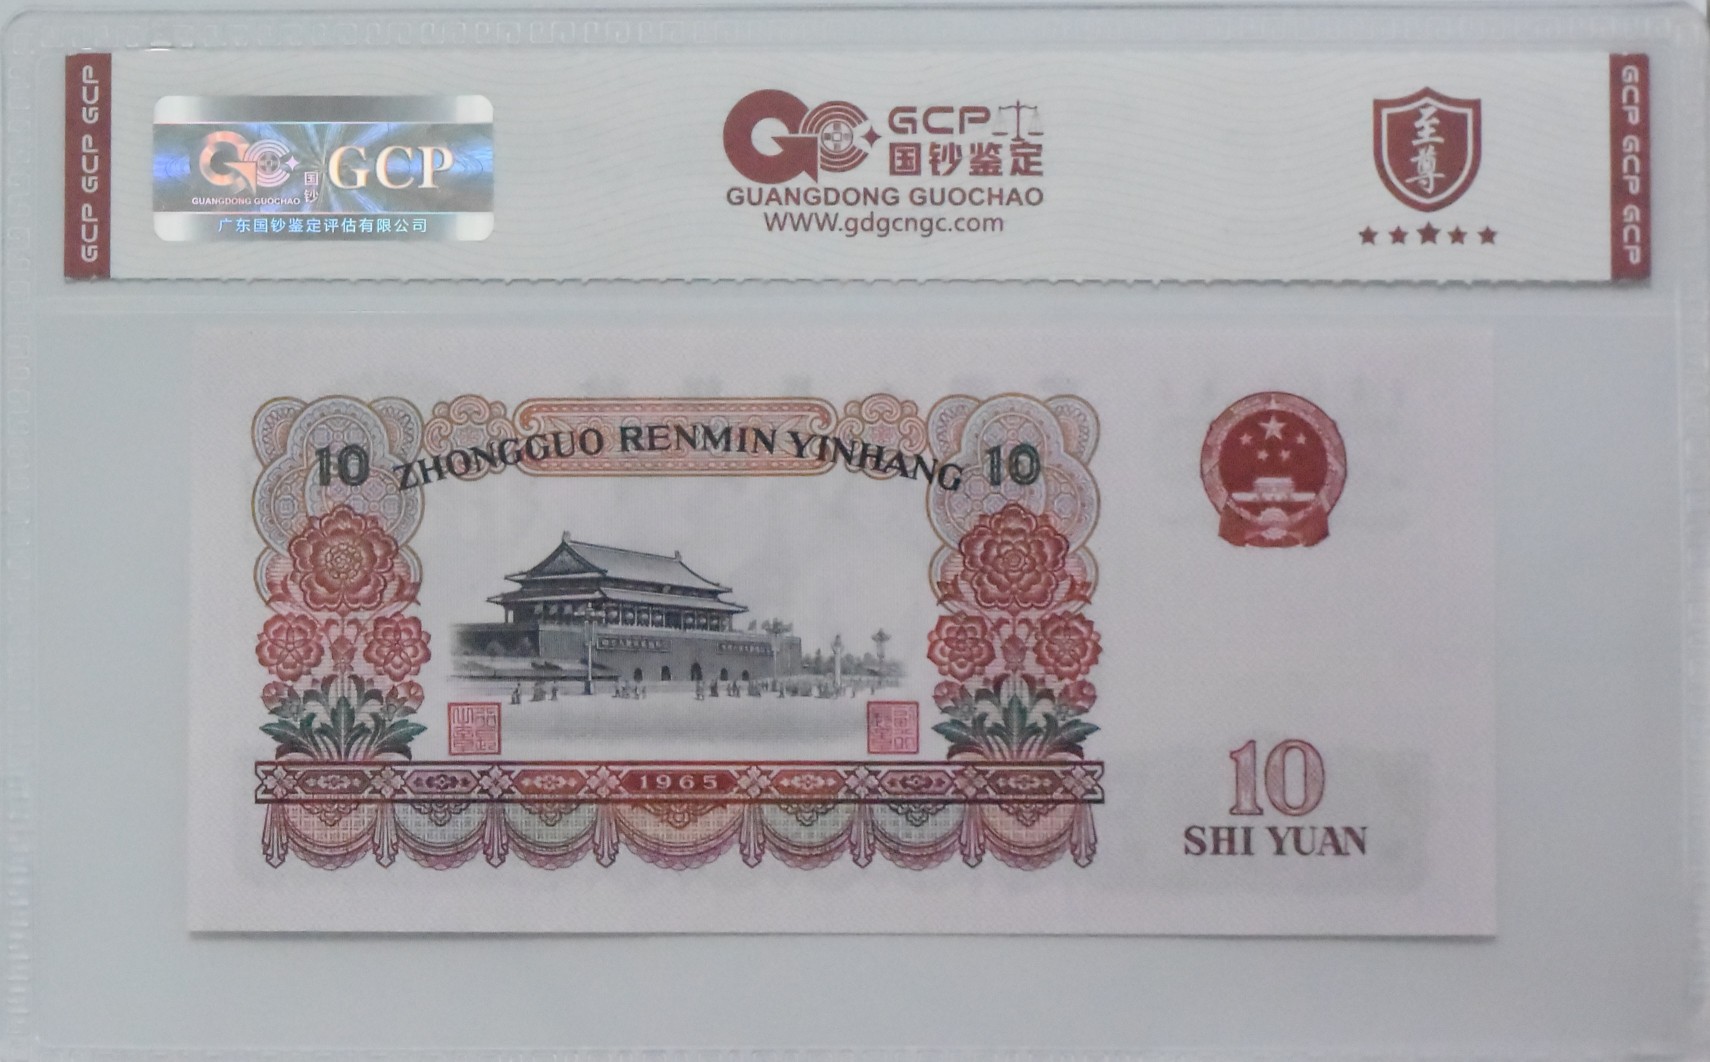 GCP GCP GCP
GUANGDONG GUOCHAO
国钞
GCP
广东国钞鉴定评估有限公司
GCP
国钞鉴定
GUANGDONG GUOCHAO
www.gdgcngc.com
至尊
GCP GCP GCP
10 ZHONGGUO RENMIN YINHANG 10
1965
10
SHI YUAN